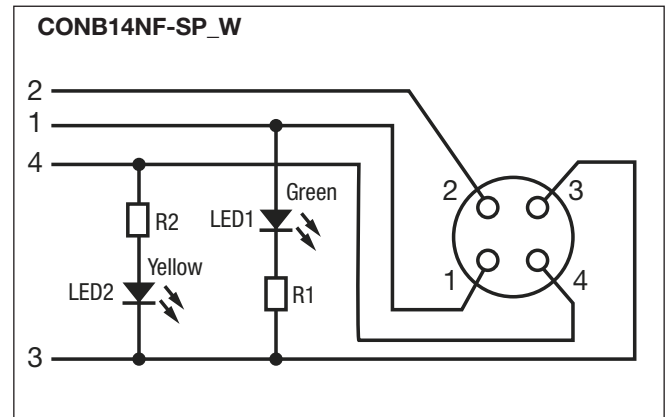 CONB14NF-SP_W
2
1
4
2
3
Green
LED1
R2
Yellow
LED2
R1
1
4
3